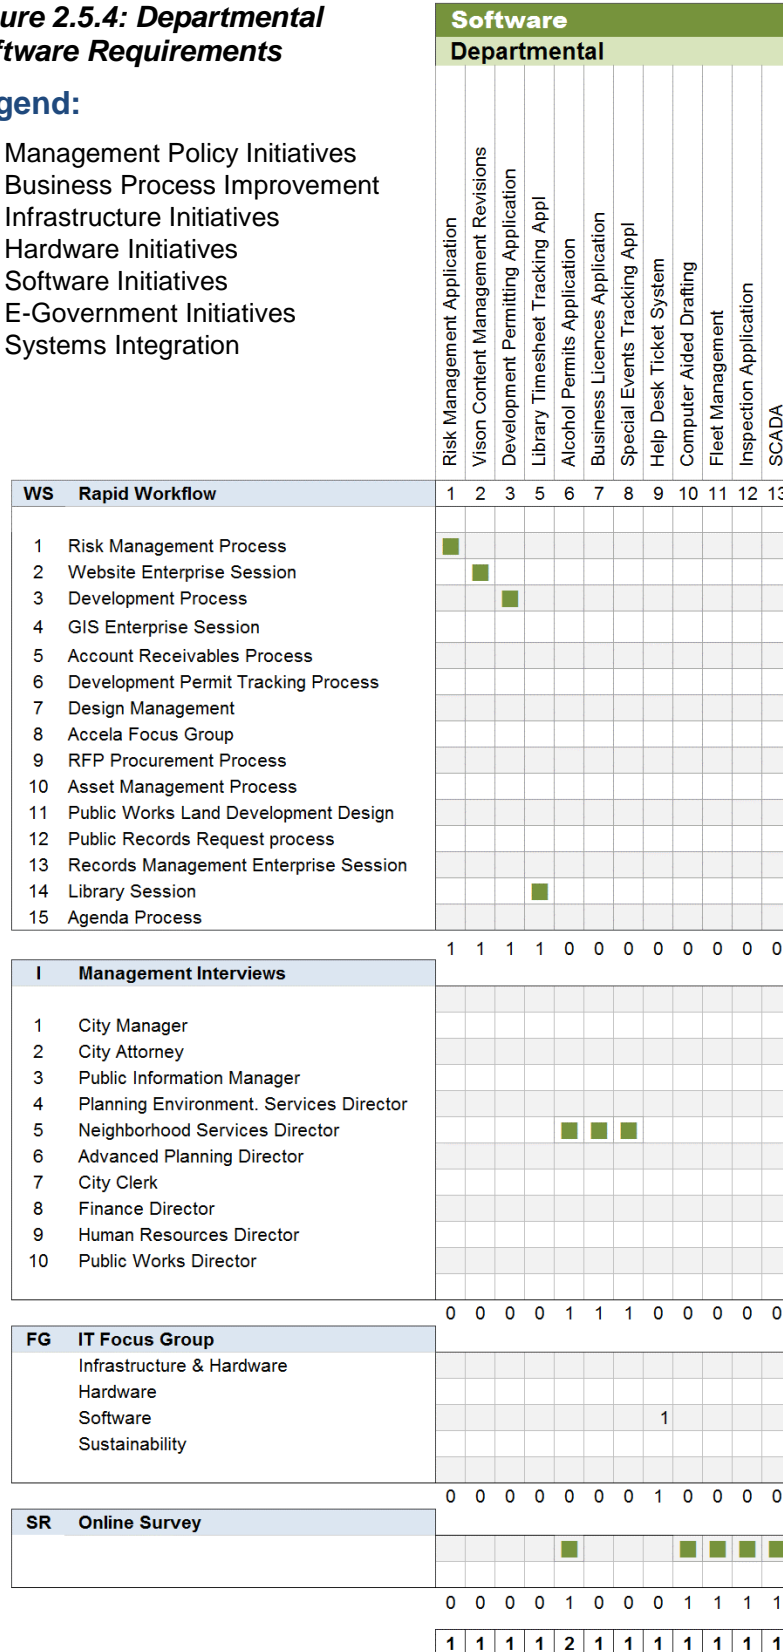 ure 2.5.4: Departmental
ftware Requirements
gend:
Management Policy Initiatives
Business Process Improvement
Infrastructure Initiatives
Hardware Initiatives
Software Initiatives
E-Government Initiatives
Systems Integration
Software
Departmental
Risk Management Application
Vison Content Management Revisions
Development Permitting Application
Library Timesheet Tracking Appl
Alcohol Permits Application
Business Licences Application
Special Events Tracking Appl
Help Desk Ticket System
Computer Aided Drafting
Fleet Management
Inspection Application
SCADA
WS Rapid Workflow 1 2 3 5 6 7 8 9 10 11 12 13
1 Risk Management Process
2 Website Enterprise Session
3 Development Process
4 GIS Enterprise Session
5 Account Receivables Process
6 Development Permit Tracking Process
7 Design Management
8 Accela Focus Group
9 RFP Procurement Process
10 Asset Management Process
11 Public Works Land Development Design
12 Public Records Request process
13 Records Management Enterprise Session
14 Library Session
15 Agenda Process
1 1 1 1 0 0 0 0 0 0 0 0
I Management Interviews
1 City Manager
2 City Attorney
3 Public Information Manager
4 Planning Environment. Services Director
5 Neighborhood Services Director
6 Advanced Planning Director
7 City Clerk
8 Finance Director
9 Human Resources Director
10 Public Works Director
0 0 0 0 1 1 1 0 0 0 0 0
FG IT Focus Group
Infrastructure & Hardware
Hardware
Software 1
Sustainability
0 0 0 0 0 0 0 1 0 0 0 0
SR Online Survey
0 0 0 0 1 0 0 0 1 1 1 1
1 1 1 1 2 1 1 1 1 1 1 1